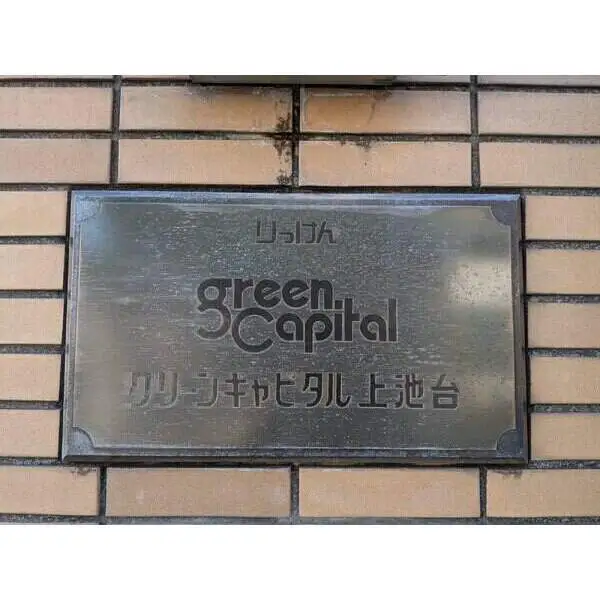 りっけん
green
Capital
グリーンキャピタル上池台